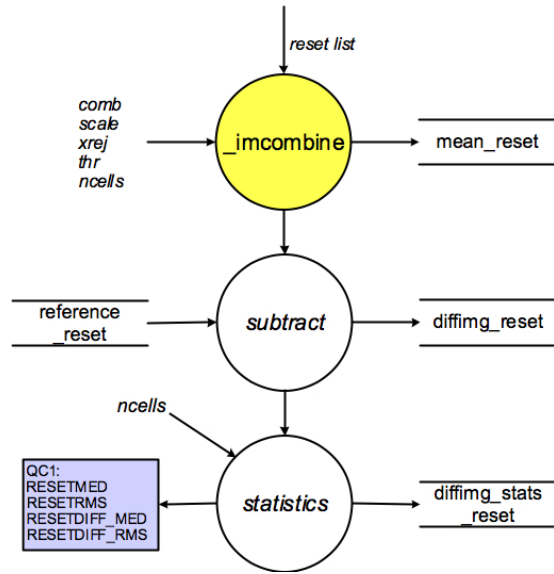 reset list
comb
scale
xrej
thr
ncells
_imcombine
mean_reset
reference
_reset
subtract
diffimg_reset
ncells
QC1:
RESETMED
RESETRMS
RESETDIFF_MED
RESETDIFF_RMS
statistics
diffimg_stats
_reset